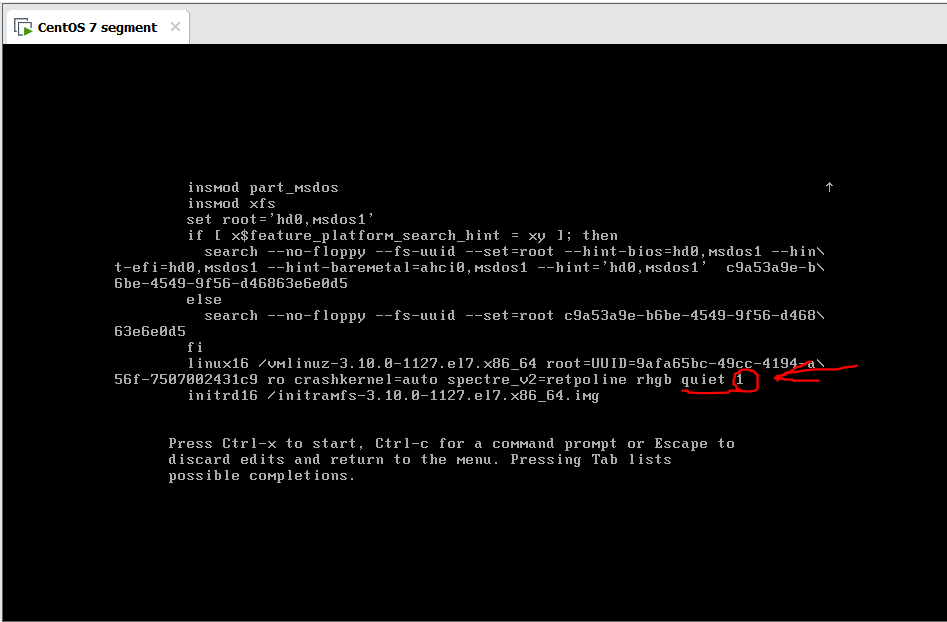 CentOS 7 segment ×
insmod part_msdos ↑
insmod xfs
set root='hd0,msdos1'
if [ x$feature_platform_search_hint = xy ]; then
search --no-floppy --fs-uuid --set=root --hint-bios=hd0,msdos1 --hin\
t-efi=hd0,msdos1 --hint-baremetal=ahci0,msdos1 --hint='hd0,msdos1'  c9a53a9e-b\
6be-4549-9f56-d46863e6e0d5
else
search --no-floppy --fs-uuid --set=root c9a53a9e-b6be-4549-9f56-d468\
63e6e0d5
fi
linux16 /vmlinuz-3.10.0-1127.el7.x86_64 root=UUID=9afa65bc-49cc-4194-a\
56f-7507002431c9 ro crashkernel=auto spectre_v2=retpoline rhgb quiet 1
initrd16 /initramfs-3.10.0-1127.el7.x86_64.img
Press Ctrl-x to start, Ctrl-c for a command prompt or Escape to
discard edits and return to the menu. Pressing Tab lists
possible completions.